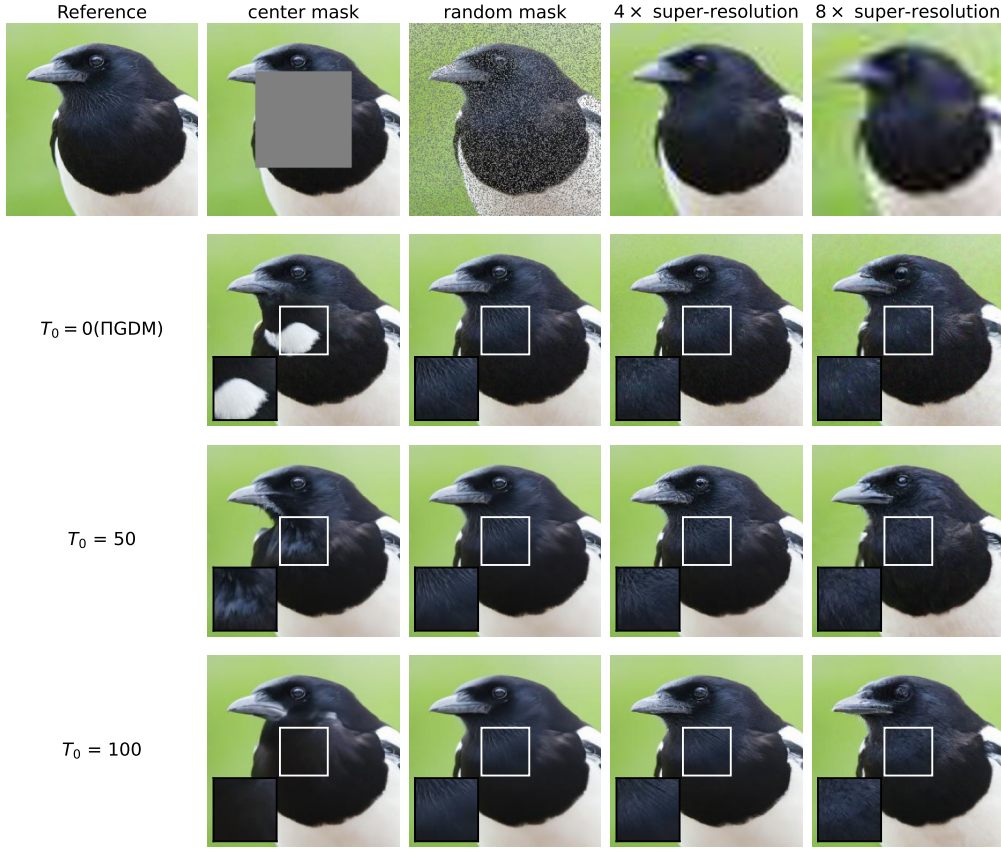 Reference
center mask
random mask
4× super-resolution
8× super-resolution
T₀ = 0(ΠGDM)
T₀ = 50
T₀ = 100